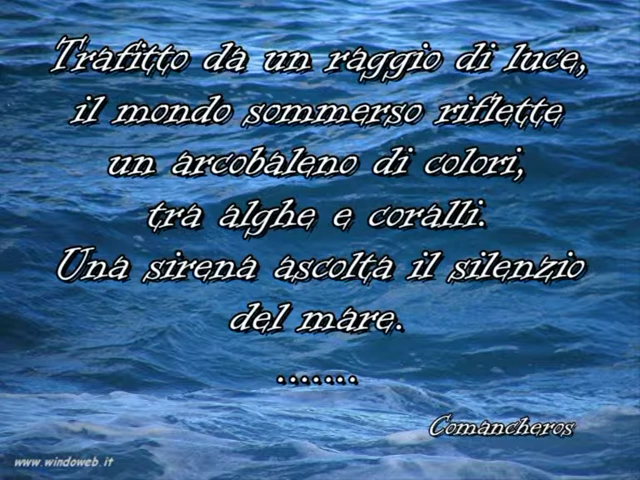 Trafitto da un raggio di luce,
il mondo sommerso riflette
un arcobaleno di colori,
tra alghe e coralli.
Una sirena ascolta il silenzio
del mare.
.......
Comancheros
www.windoweb.it